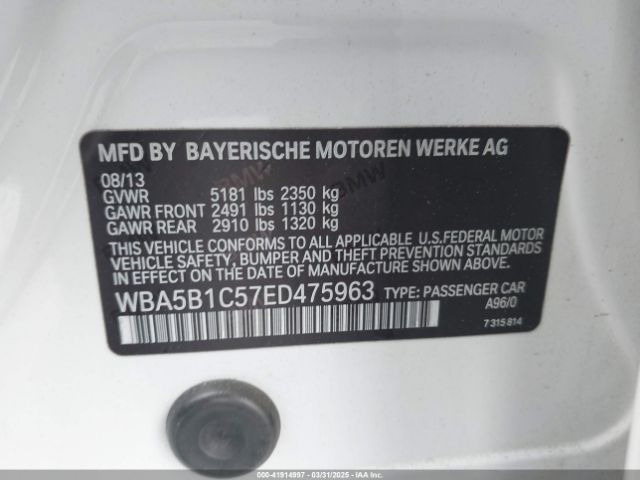 MFD BY BAYERISCHE MOTOREN WERKE AG
08/13
GVWR 5181 lbs 2350 kg
GAWR FRONT 2491 lbs 1130 kg
GAWR REAR 2910 lbs 1320 kg
THIS VEHICLE CONFORMS TO ALL APPLICABLE U.S.FEDERAL MOTOR
VEHICLE SAFETY, BUMPER AND THEFT PREVENTION STANDARDS
IN EFFECT ON THE DATE OF MANUFACTURE SHOWN ABOVE.
WBA5B1C57ED475963 TYPE: PASSENGER CAR
A96/0
7 315 814
000-41914997 03/31/2025 IAAI.COM